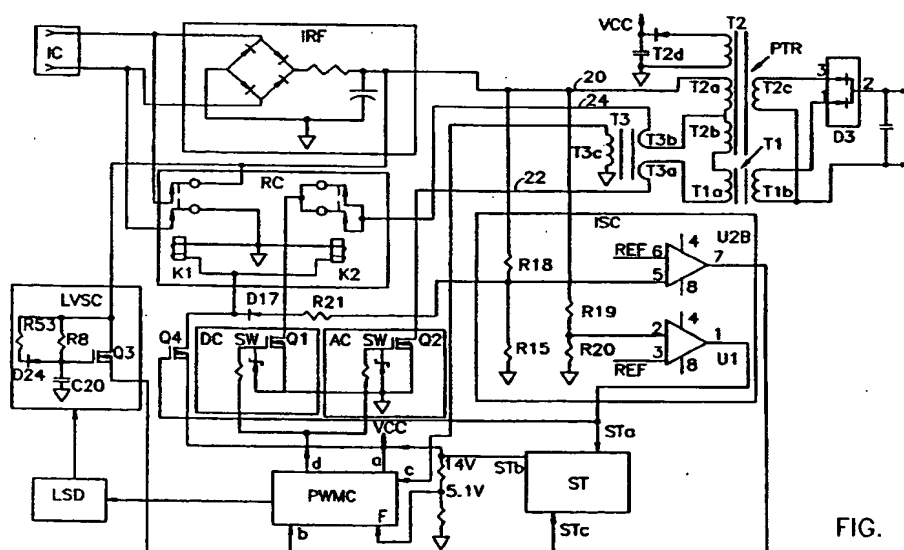 IC
IRF
VCC
T2
PTR
T2d
20
T2a
T2c
3
2
1
D3
24
T2b
T3
T3b
T1
T3c
T3a
22
T1a
T1b
RC
K1
K2
ISC
U2B
REF
6
4
7
5
8
R18
D17
R21
R19
2
4
1
R20
R15
3
REF
8
U1
LVSC
R53
R8
Q3
D24
C20
Q4
DC
SW
Q1
AC
SW
Q2
VCC
STa
d
a
c
14V
STb
ST
LSD
PWMC
5.1V
F
b
STc
FIG.